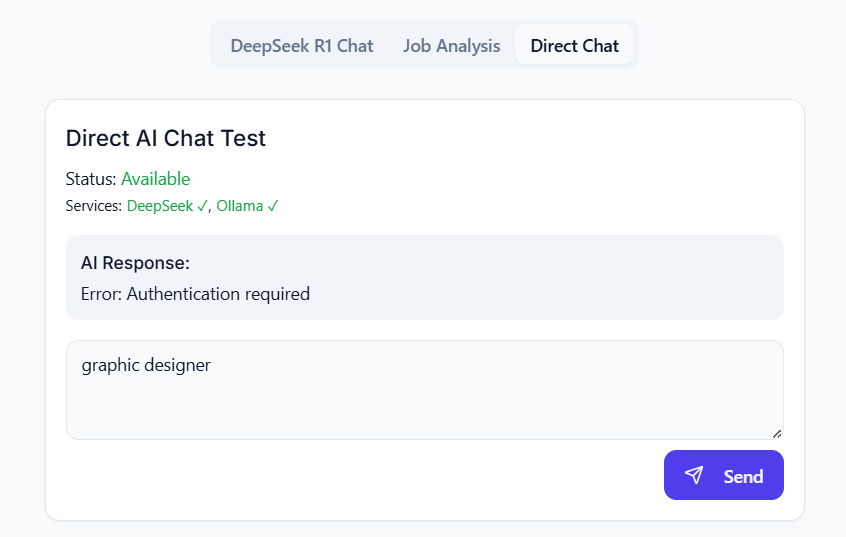 DeepSeek R1 Chat Job Analysis Direct Chat
Direct AI Chat Test
Status: Available
Services: DeepSeek ✓, Ollama ✓
AI Response:
Error: Authentication required
graphic designer
Send